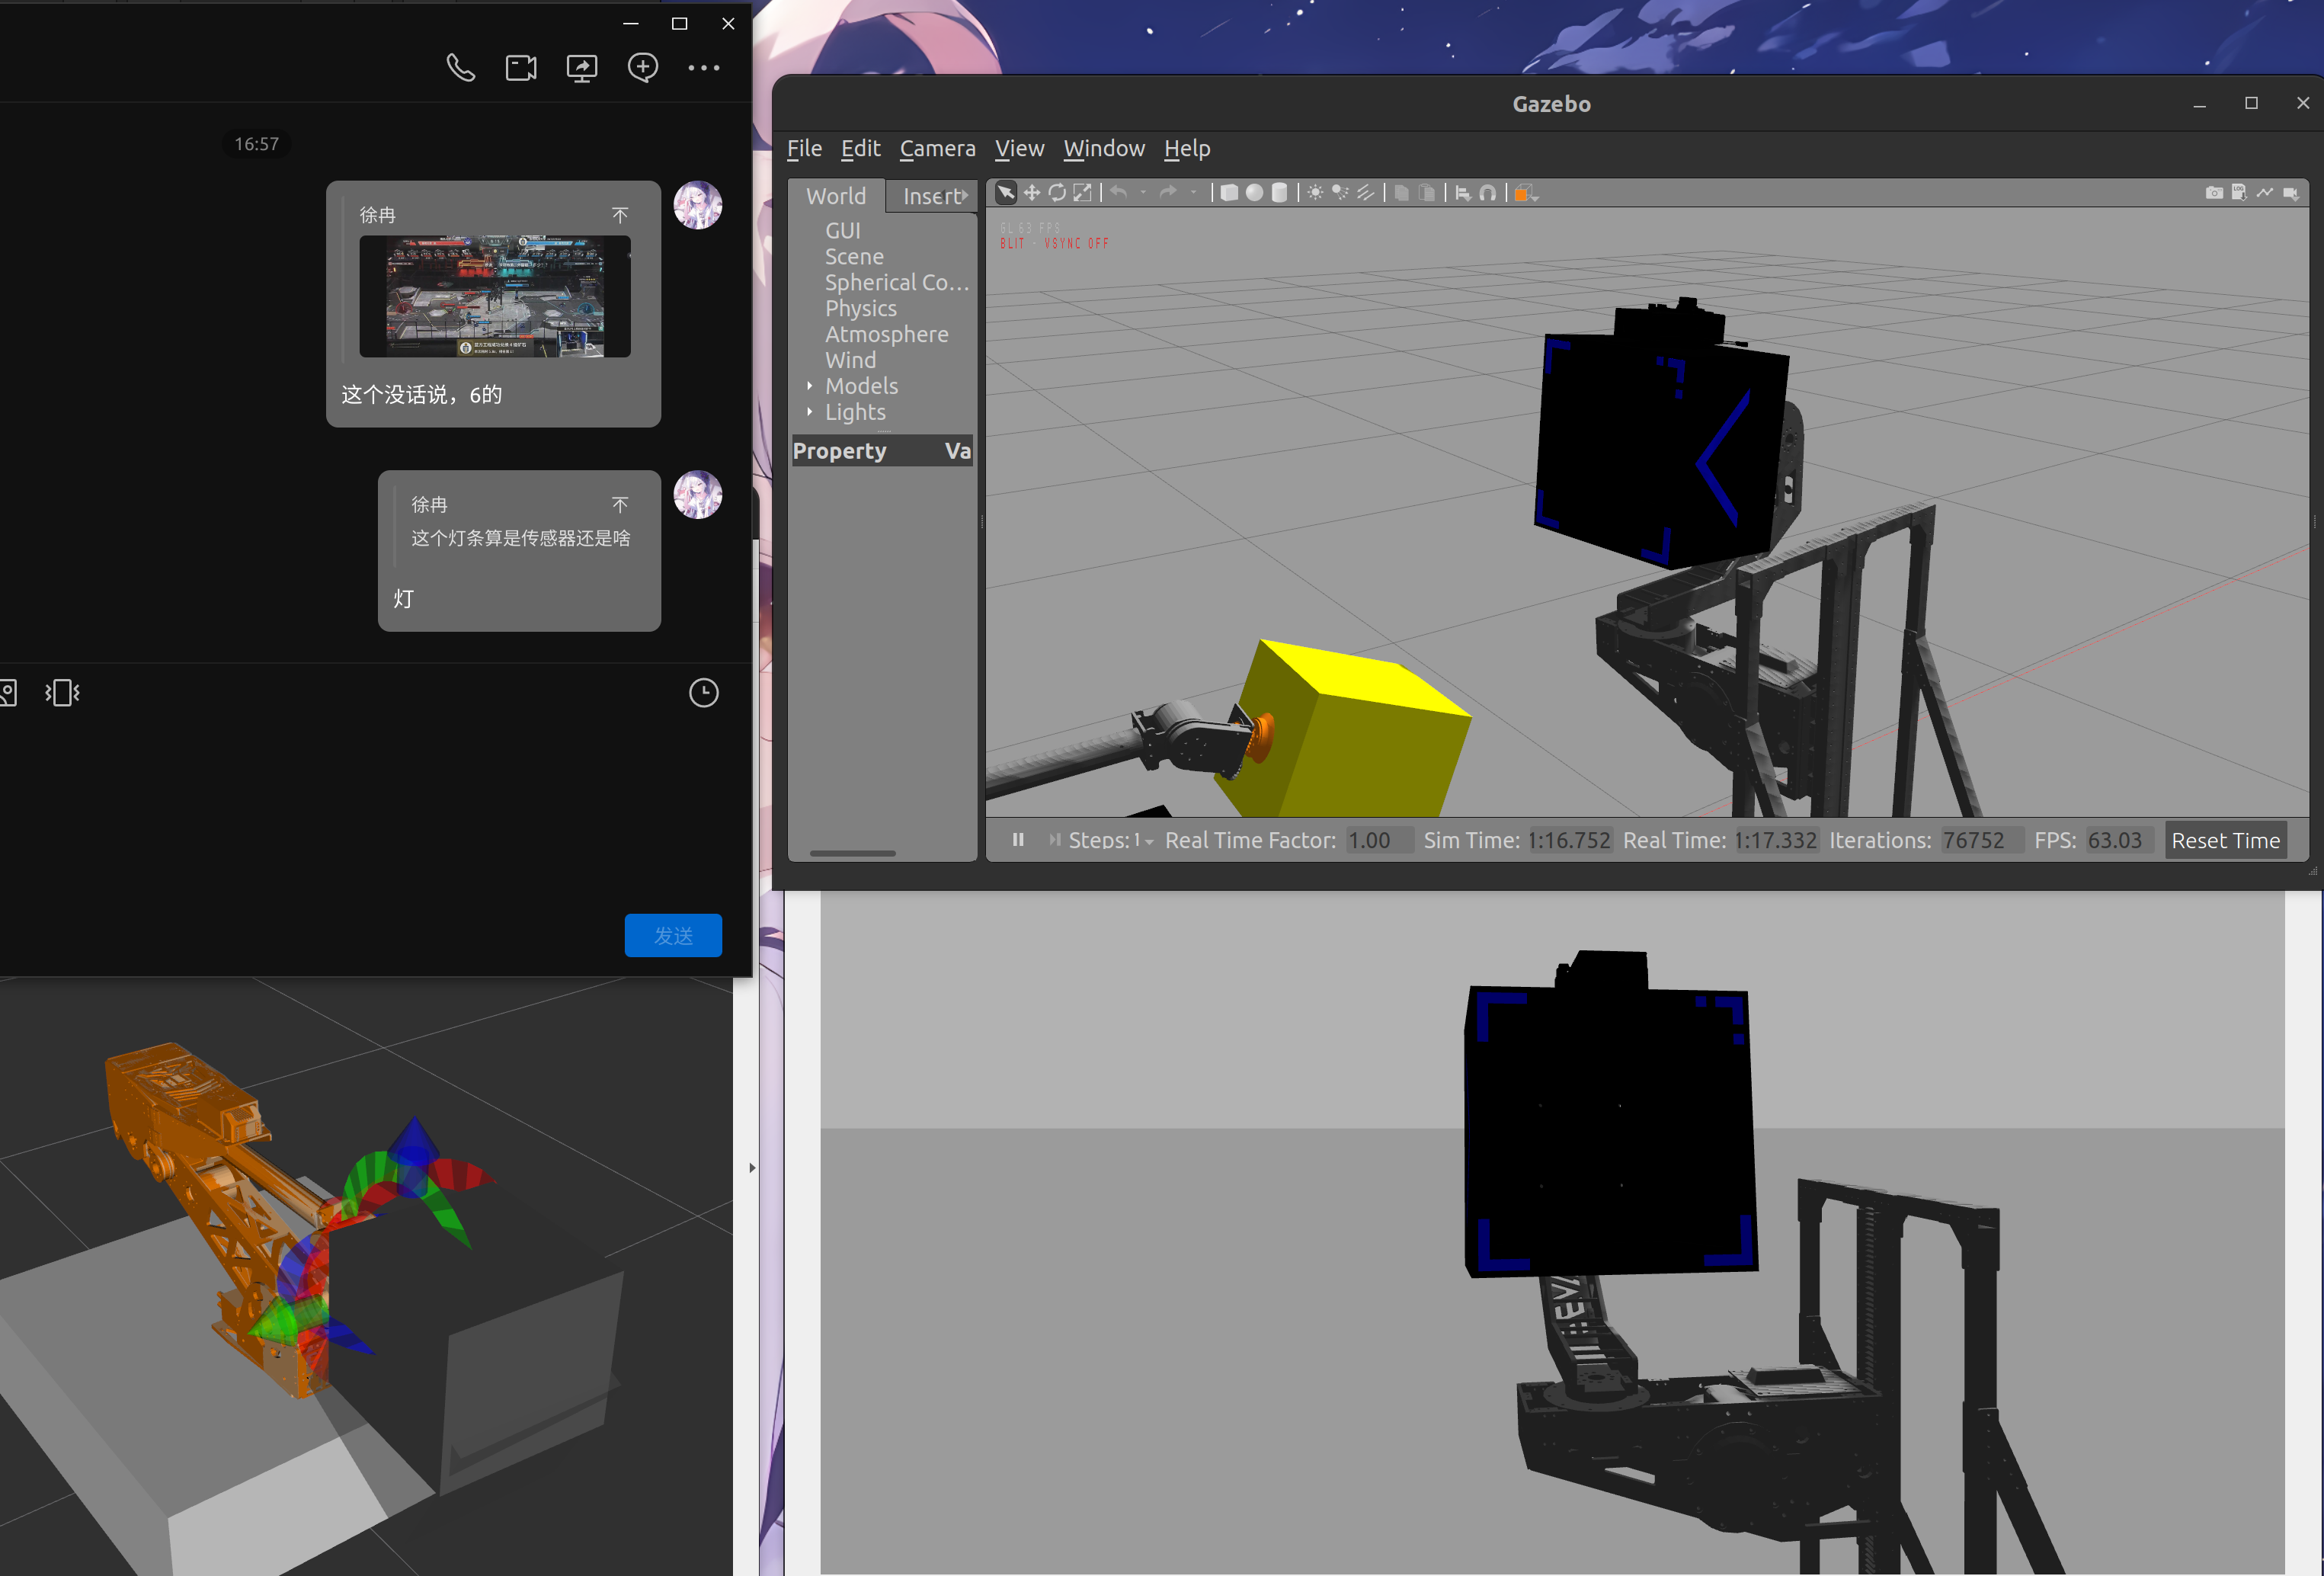 16:57
徐冉
这个没话说，6的
徐冉
这个灯条算是传感器还是啥
灯
发送
Gazebo
File Edit Camera View Window Help
World Insert
GUI
Scene
Spherical Co...
Physics
Atmosphere
Wind
Models
Lights
Property Va
GL 63 FPS
BLIT - VSYNC OFF
Steps: 1 Real Time Factor: 1.00 Sim Time: 1:16.752 Real Time: 1:17.332 Iterations: 76752 FPS: 63.03 Reset Time